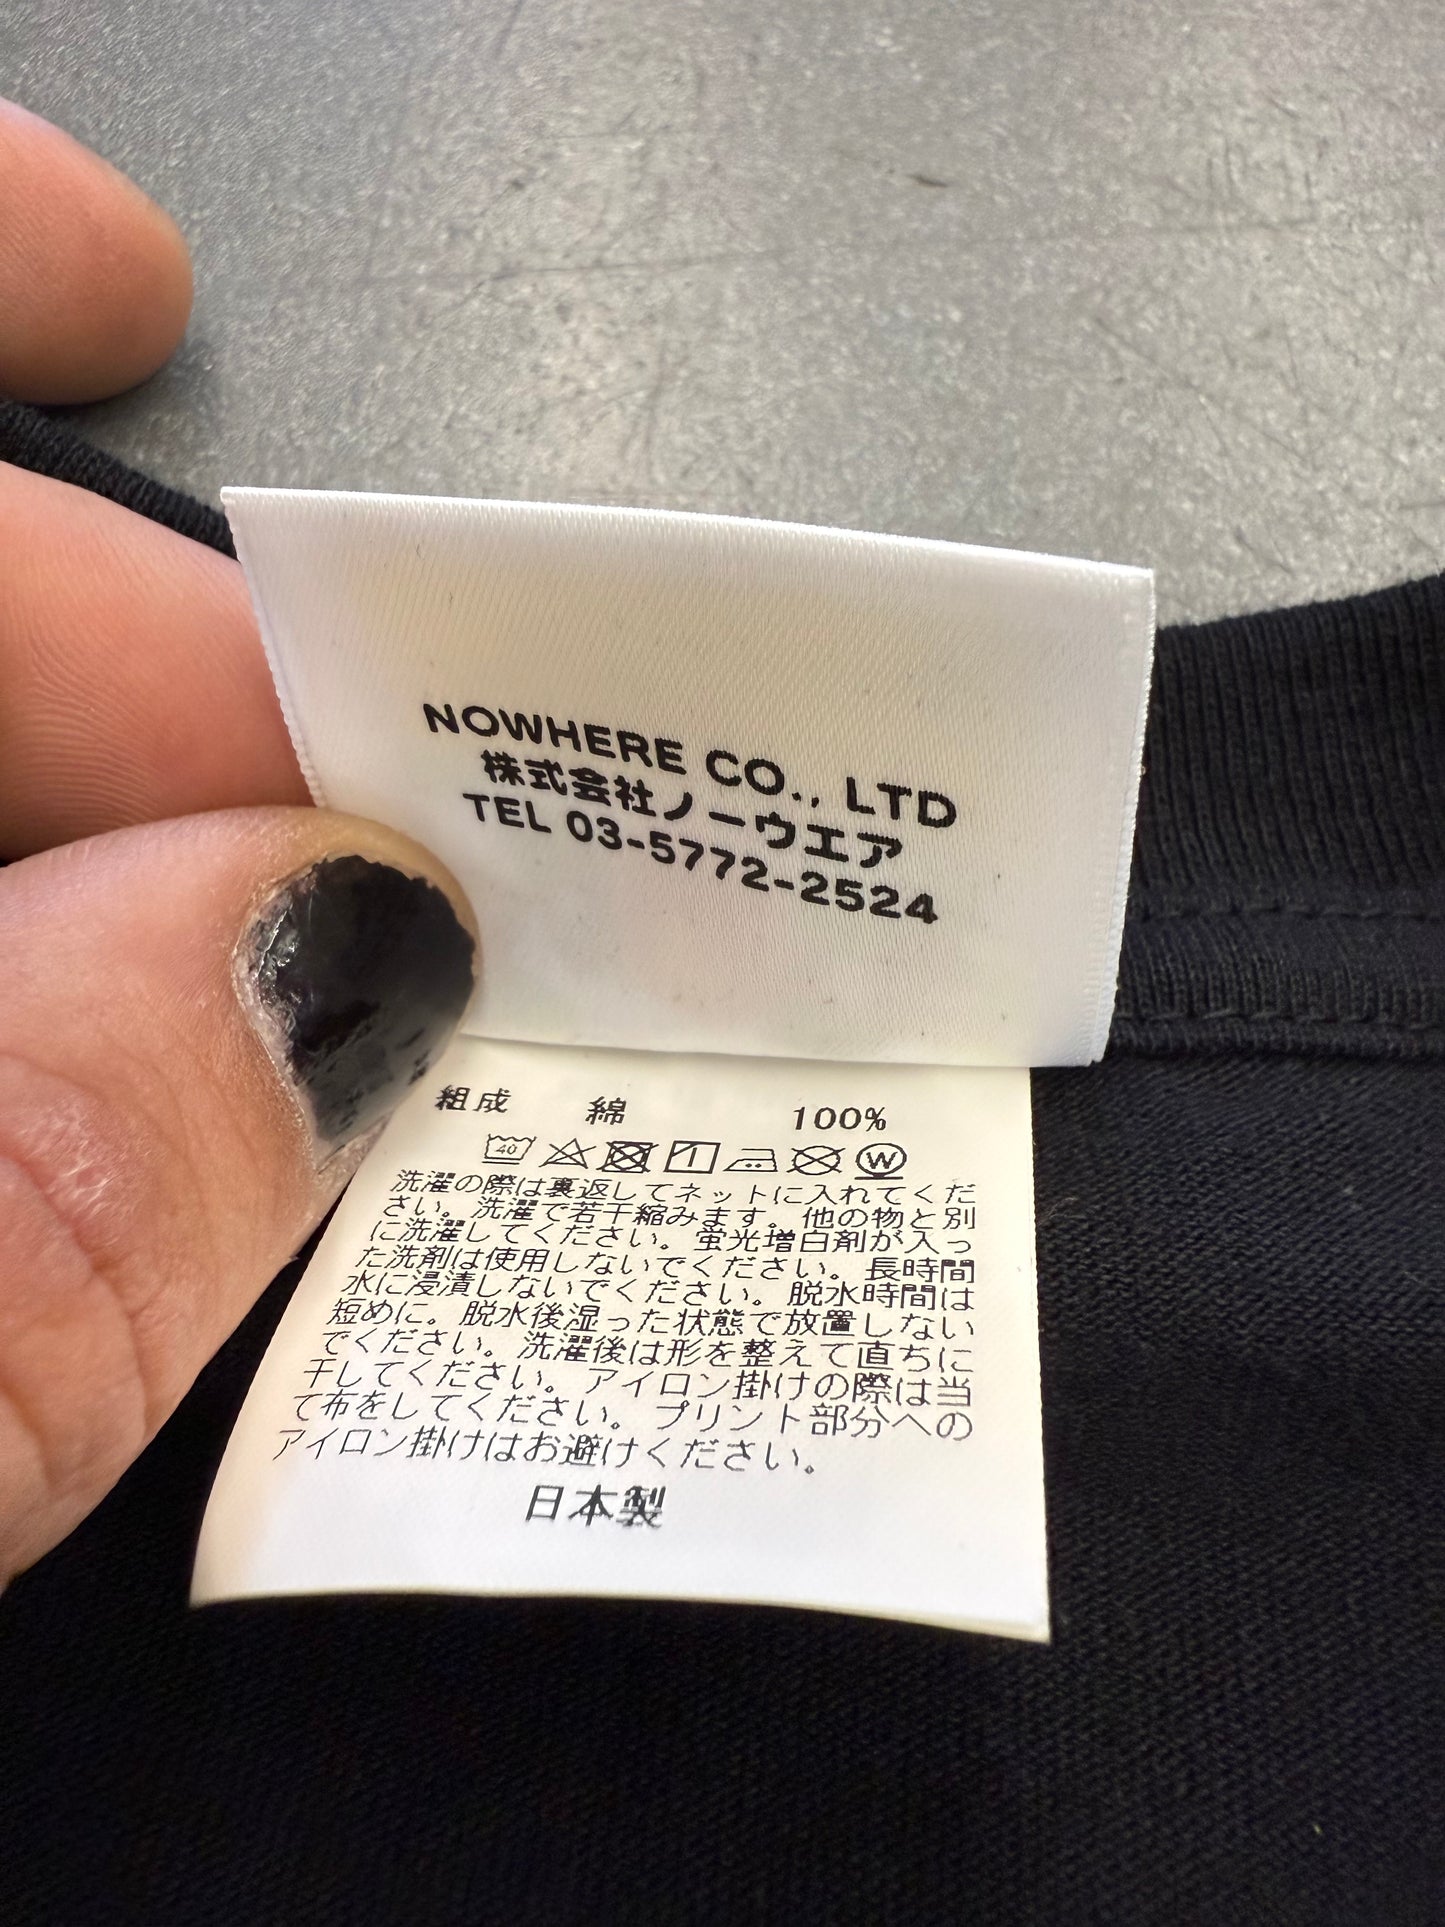 NOWHERE CO., LTD
株式会社ノーウエア
TEL 03-5772-2524
組成 綿 100%
40 W
洗濯の際は裏返してネットに入れてくだ
さい。洗濯で若干縮みます。他の物と別
に洗濯してください。蛍光増白剤が入っ
た洗剤は使用しないでください。長時間
水に浸漬しないでください。脱水時間は
短めに。脱水後湿った状態で放置しない
でください。洗濯後は形を整えて直ちに
干してください。アイロン掛けの際は当
て布をしてください。プリント部分への
アイロン掛けはお避けください。
日本製